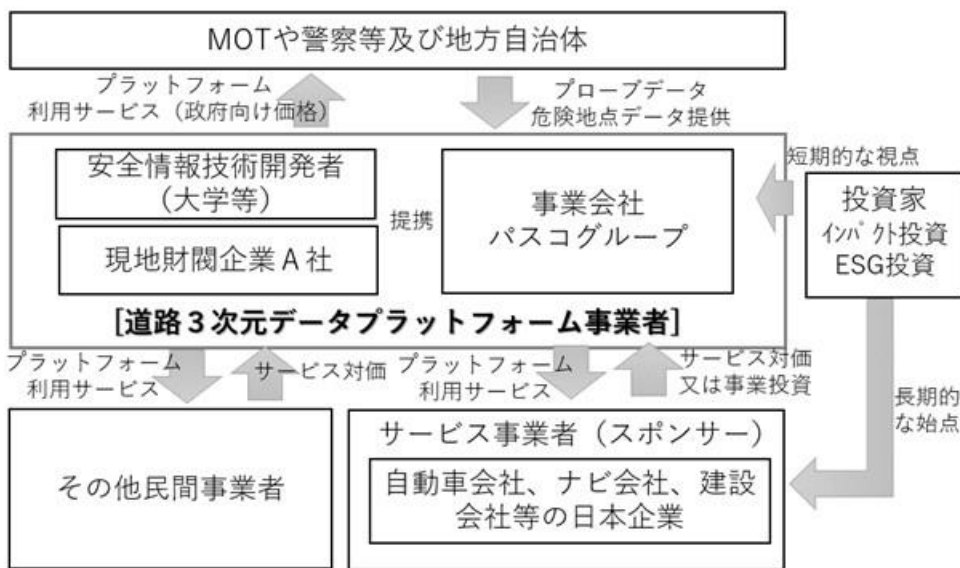 MOTや警察等及び地方自治体
プラットフォーム
利用サービス（政府向け価格）
プローブデータ
危険地点データ提供
安全情報技術開発者
（大学等）
現地財閥企業A社
提携
事業会社
パスコグループ
[道路３次元データプラットフォーム事業者]
短期的な視点
投資家
ｲﾝﾊﾟｸﾄ投資
ESG投資
プラットフォーム
利用サービス
サービス対価
プラットフォーム
利用サービス
サービス対価
又は事業投資
長期的
な始点
その他民間事業者
サービス事業者（スポンサー）
自動車会社、ナビ会社、建設
会社等の日本企業